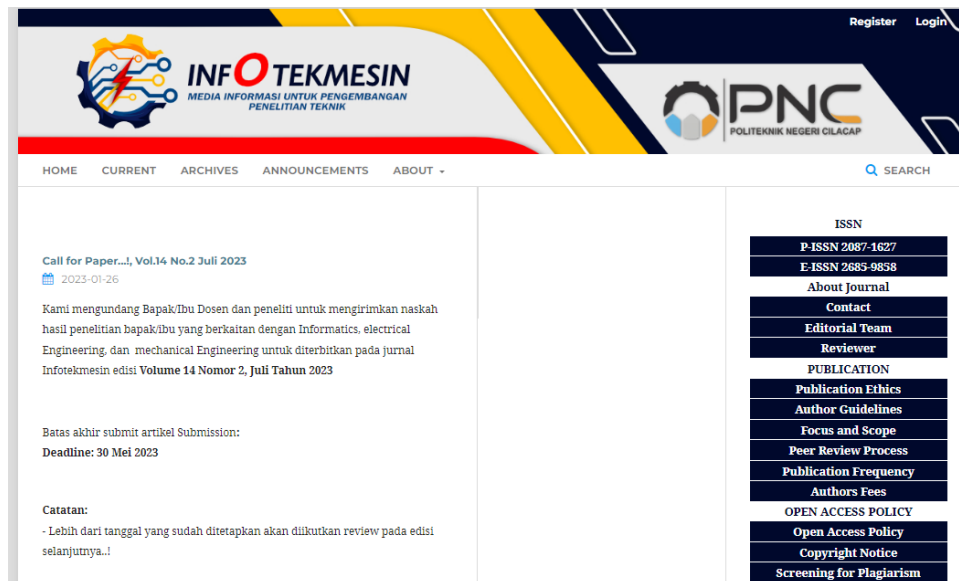 Register Login
INFOTEKMESIN
MEDIA INFORMASI UNTUK PENGEMBANGAN
PENELITIAN TEKNIK
PNC
POLITEKNIK NEGERI CILACAP
HOME CURRENT ARCHIVES ANNOUNCEMENTS ABOUT SEARCH
Call for Paper...!, Vol.14 No.2 Juli 2023
2023-01-26
Kami mengundang Bapak/Ibu Dosen dan peneliti untuk mengirimkan naskah
hasil penelitian bapak/ibu yang berkaitan dengan Informatics, electrical
Engineering, dan mechanical Engineering untuk diterbitkan pada jurnal
Infotekmesin edisi Volume 14 Nomor 2, Juli Tahun 2023
Batas akhir submit artikel Submission:
Deadline: 30 Mei 2023
Catatan:
- Lebih dari tanggal yang sudah ditetapkan akan diikutkan review pada edisi
selanjutnya..!
ISSN
P-ISSN 2087-1627
E-ISSN 2685-9858
About Journal
Contact
Editorial Team
Reviewer
PUBLICATION
Publication Ethics
Author Guidelines
Focus and Scope
Peer Review Process
Publication Frequency
Authors Fees
OPEN ACCESS POLICY
Open Access Policy
Copyright Notice
Screening for Plagiarism